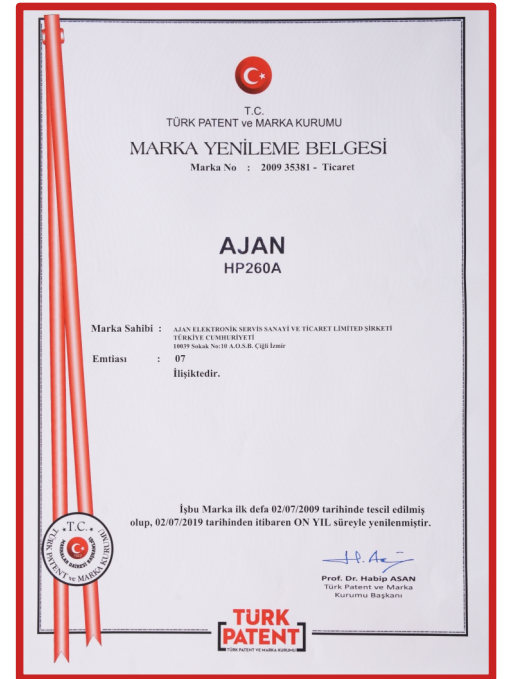 T.C.
TÜRK PATENT ve MARKA KURUMU
MARKA YENİLEME BELGESİ
Marka No : 2009 35381 - Ticaret
AJAN
HP260A
Marka Sahibi : AJAN ELEKTRONİK SERVİS SANAYİ VE TİCARET LİMİTED ŞİRKETİ
TÜRKİYE CUMHURİYETİ
10039 Sokak No:10 A.O.S.B. Çiğli İzmir
Emtiası : 07
İlişiktedir.
İşbu Marka ilk defa 02/07/2009 tarihinde tescil edilmiş
olup, 02/07/2019 tarihinden itibaren ON YIL süreyle yenilenmiştir.
T.C.
TÜRK PATENT ve MARKA KURUMU
MARKALAR DAİRESİ BAŞKANLIĞI
Prof. Dr. Habip ASAN
Türk Patent ve Marka
Kurumu Başkanı
TÜRK
PATENT
TÜRK PATENT VE MARKA KURUMU